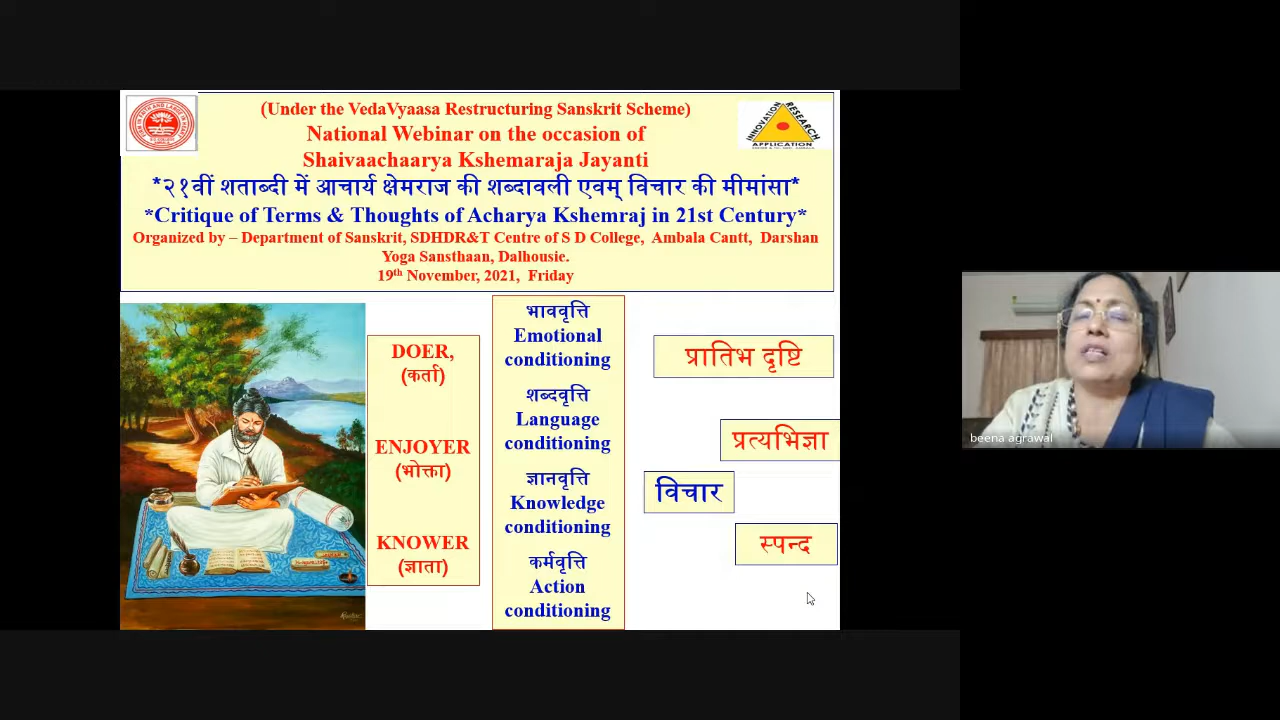 (Under the VedaVyaasa Restructuring Sanskrit Scheme)
National Webinar on the occasion of
Shaivaachaarya Kshemaraja Jayanti
*२१वीं शताब्दी में आचार्य क्षेमराज की शब्दावली एवम् विचार की मीमांसा*
*Critique of Terms & Thoughts of Acharya Kshemraj in 21st Century*
Organized by – Department of Sanskrit, SDHDR&T Centre of S D College, Ambala Cantt, Darshan
Yoga Sansthaan, Dalhousie.
19th November, 2021, Friday
INNOVATION
RESEARCH
APPLICATION
DOER,
(कर्ता)
ENJOYER
(भोक्ता)
KNOWER
(ज्ञाता)
भाववृत्ति
Emotional
conditioning
शब्दवृत्ति
Language
conditioning
ज्ञानवृत्ति
Knowledge
conditioning
कर्मवृत्ति
Action
conditioning
प्रातिभ दृष्टि
प्रत्यभिज्ञा
विचार
स्पन्द
beena agrawal